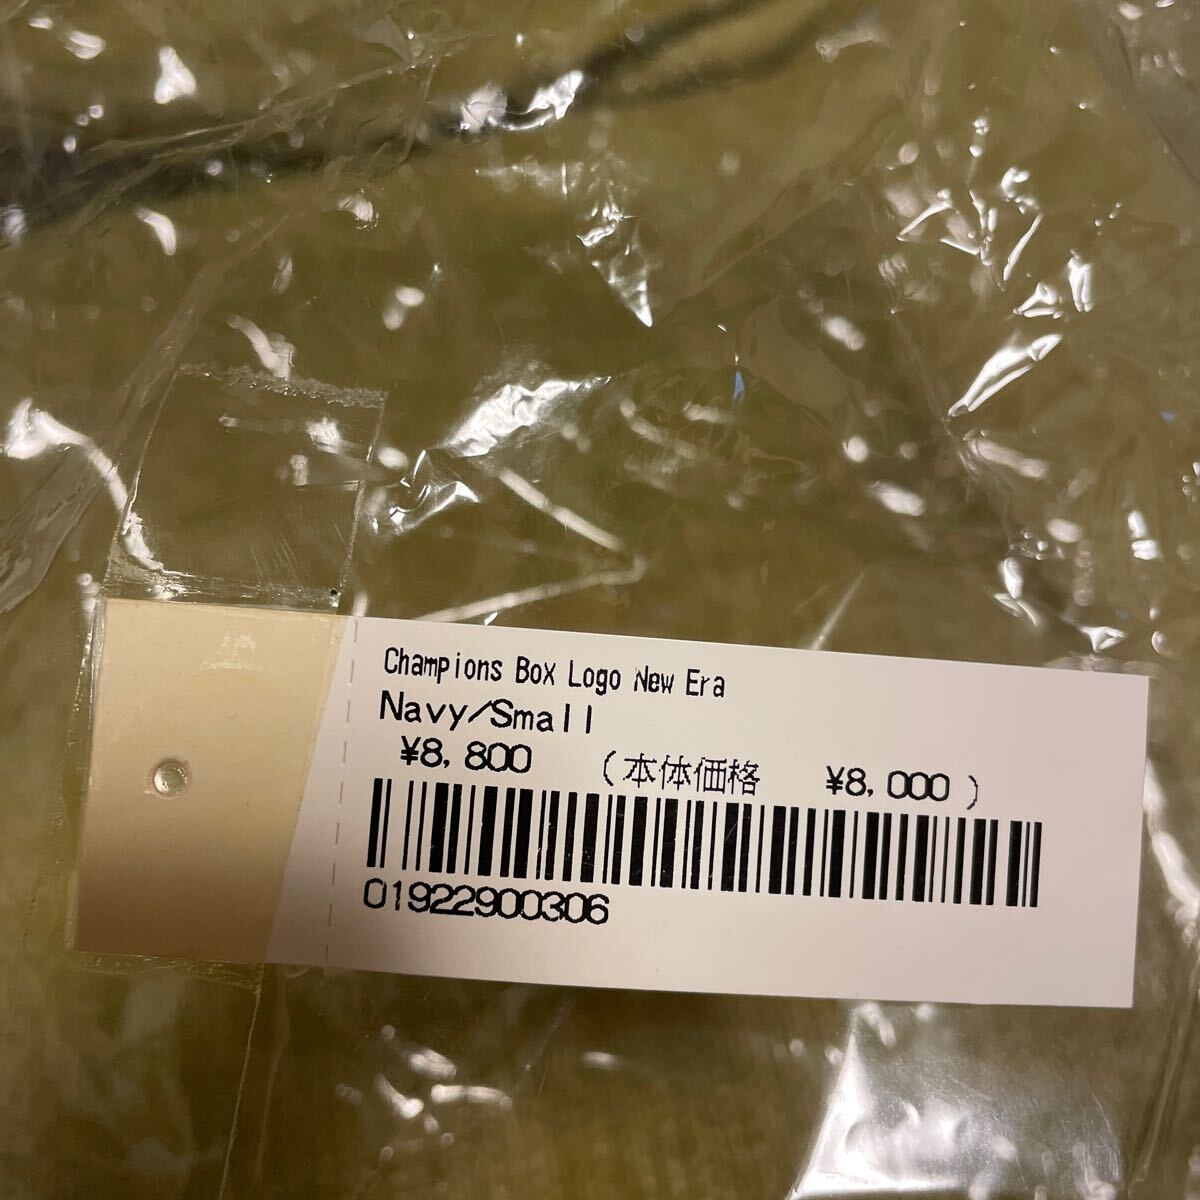 Champions Box Logo New Era
Navy/Small
¥8,800 (本体価格 ¥8,000)
01922900306